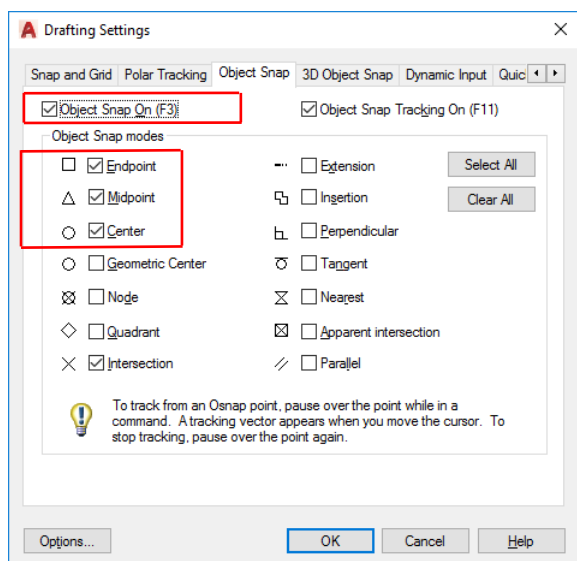 Drafting Settings
Snap and Grid Polar Tracking Object Snap 3D Object Snap Dynamic Input Quic
Object Snap On (F3) Object Snap Tracking On (F11)
Object Snap modes
Endpoint Extension Select All
Midpoint Insertion Clear All
Center Perpendicular
Geometric Center Tangent
Node Nearest
Quadrant Apparent intersection
Intersection Parallel
To track from an Osnap point, pause over the point while in a
command. A tracking vector appears when you move the cursor. To
stop tracking, pause over the point again.
Options... OK Cancel Help